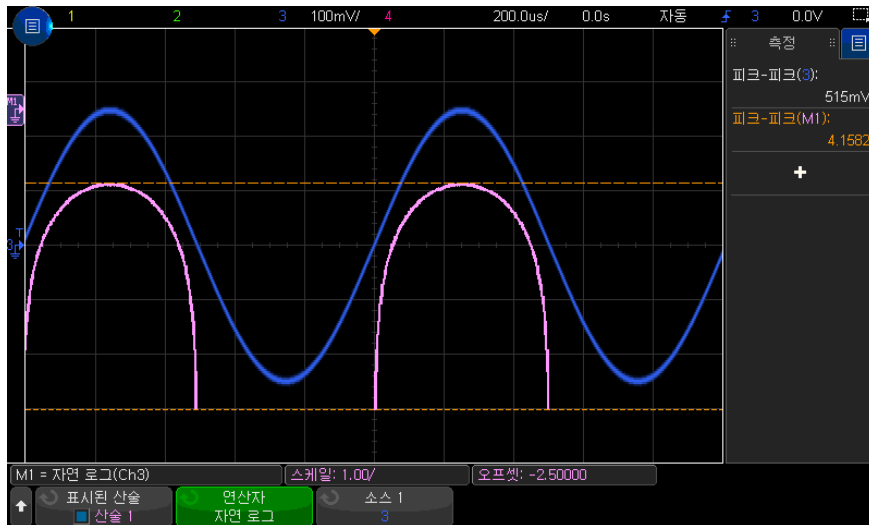 1 2 3 100mV/ 4 200.0us/ 0.0s 자동 3 0.0V
측정
피크-피크(3):
515mV
피크-피크(M1):
4.1582
+
M1
T
3
M1 = 자연 로그(Ch3) 스케일: 1.00/ 오프셋: -2.50000
표시된 산술 연산자 소스 1
산술 1 자연 로그 3